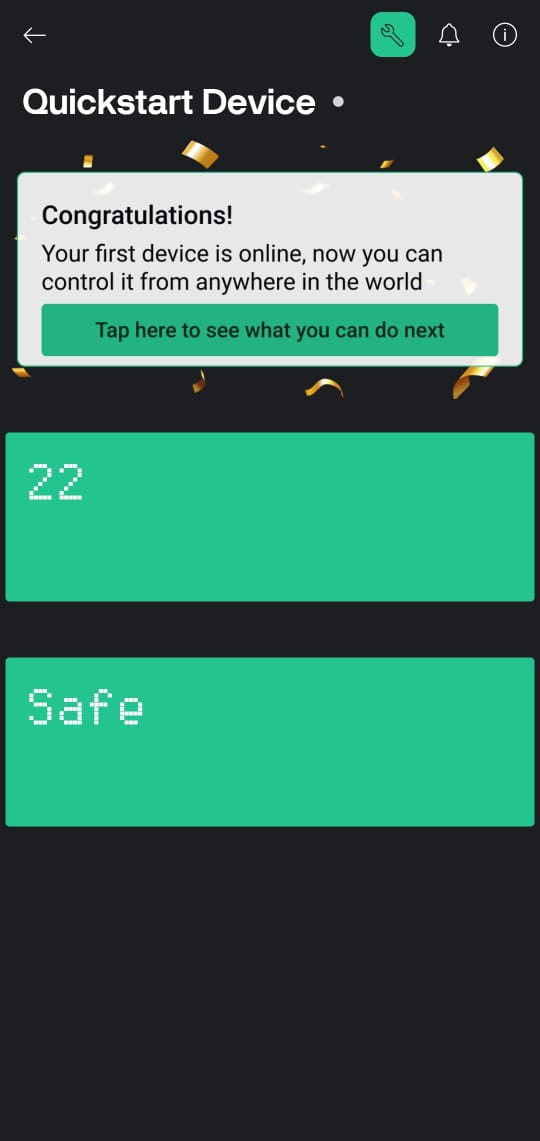 Quickstart Device
Congratulations!
Your first device is online, now you can
control it from anywhere in the world
Tap here to see what you can do next
22
Safe